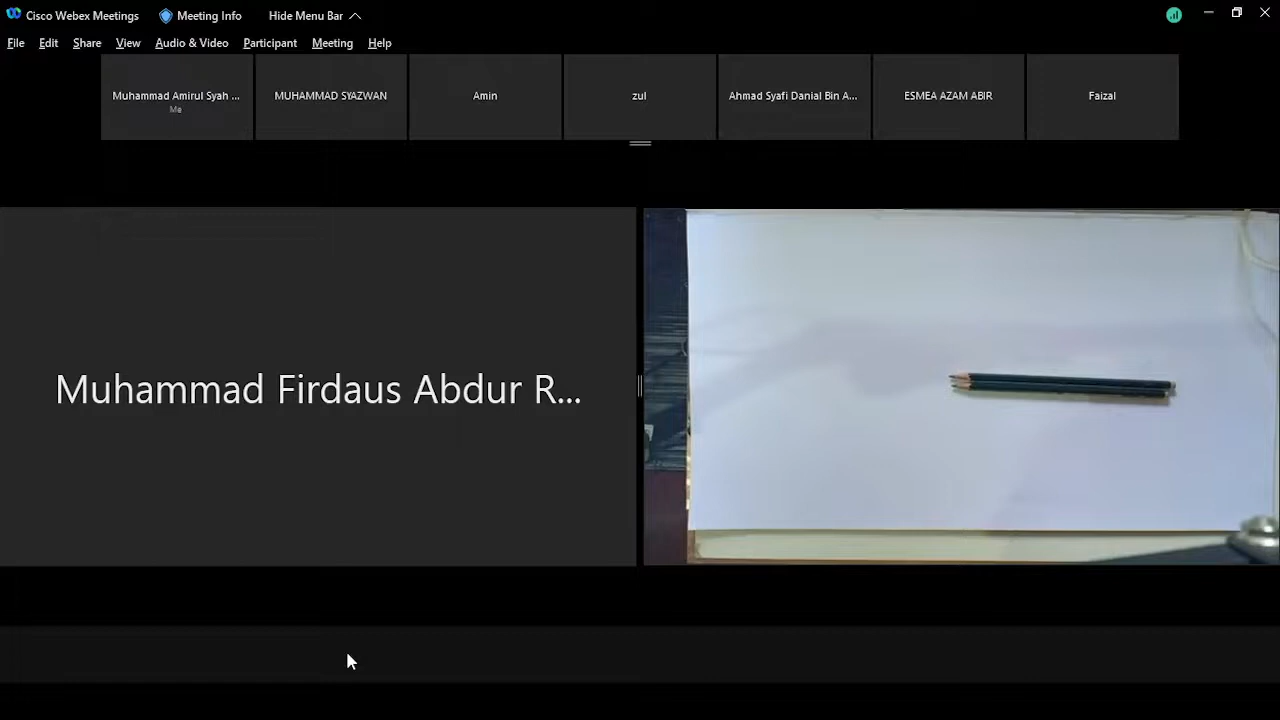 Cisco Webex Meetings Meeting Info Hide Menu Bar
File Edit Share View Audio & Video Participant Meeting Help
Muhammad Amirul Syah ... MUHAMMAD SYAZWAN Amin zul Ahmad Syafi Danial Bin A... ESMEA AZAM ABIR Faizal
Me
Muhammad Firdaus Abdur R...